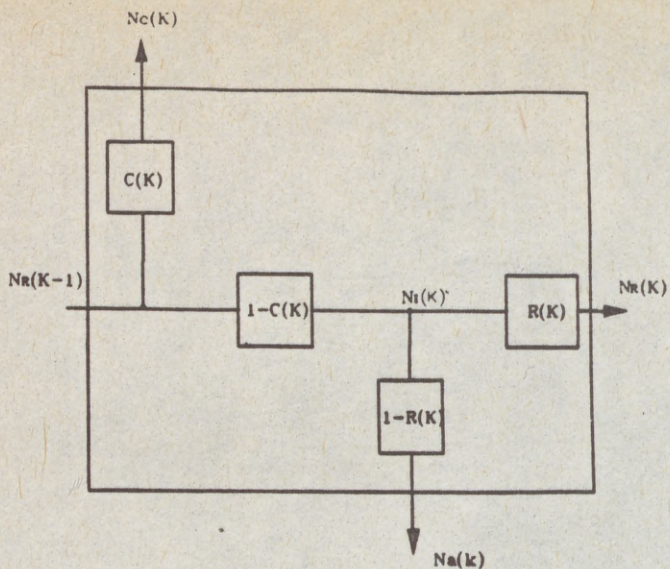 Nc(K)
C(K)
NR(K-1)
1-C(K)
NI(K)
R(K)
NR(K)
1-R(K)
Na(k)